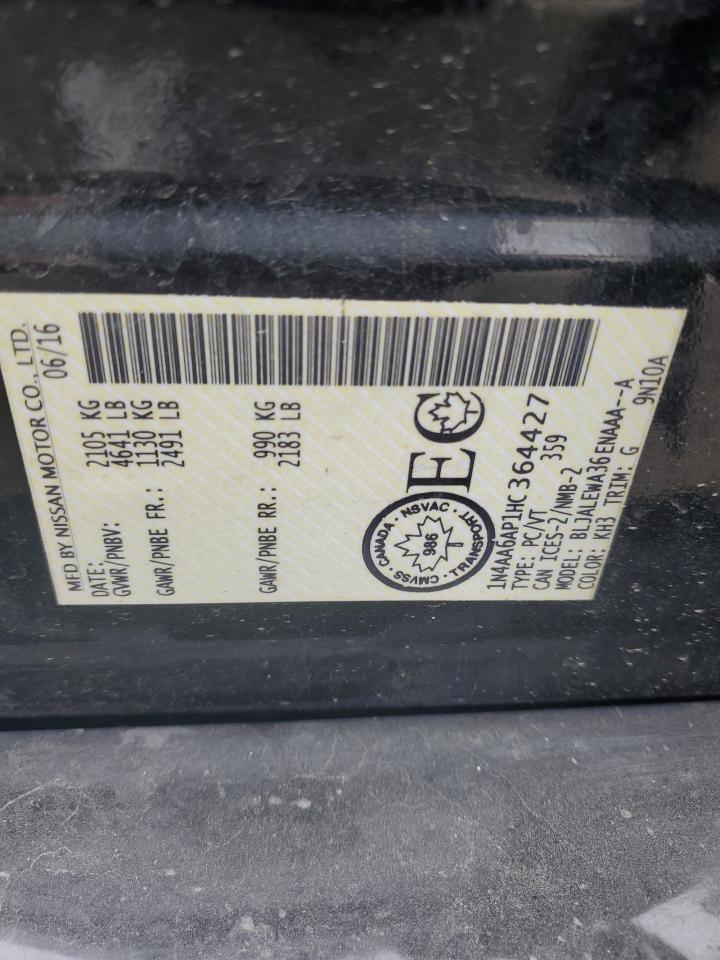 MFD BY NISSAN MOTOR CO., LTD.
DATE: 06/16
GVWR/PNBV: 2105 KG
4641 LB
GAWR/PNBE FR.: 1130 KG
2491 LB
GAWR/PNBE RR.: 990 KG
2183 LB
CANADA · NSVAC · TRANSPORT · CMVSS ·
986
EC
1N4AA6AP1HC364427
TYPE: PC/VT 359
CAN ICES-2/NMB-2
MODEL: BLJALEWA36ENAAA--A
COLOR: KH3 TRIM: G 9N10A